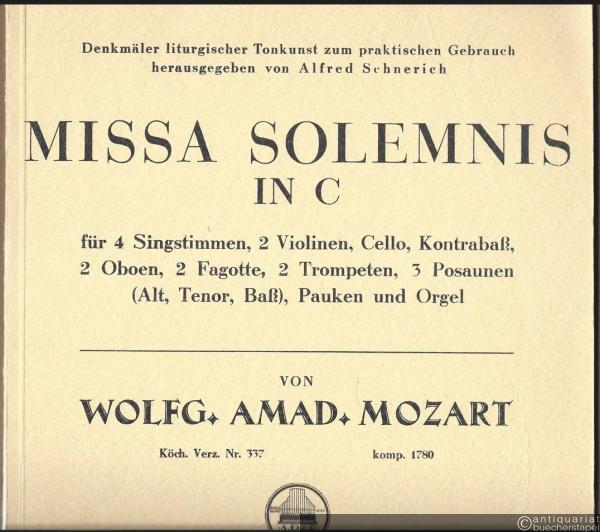 Denkmäler liturgischer Tonkunst zum praktischen Gebrauch
herausgegeben von Alfred Schnerich
MISSA SOLEMNIS
IN C
für 4 Singstimmen, 2 Violinen, Cello, Kontrabaß,
2 Oboen, 2 Fagotte, 2 Trompeten, 3 Posaunen
(Alt, Tenor, Baß), Pauken und Orgel
VON
WOLFG. AMAD. MOZART
Köch. Verz. Nr. 337 komp. 1780
©antiquariat
buecherstapel